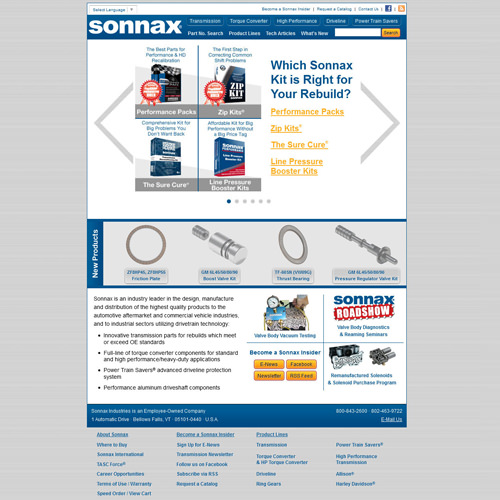 Select Language
Become a Sonnax Insider | Request a Catalog | Contact Us
sonnax
Transmission | Torque Converter | High Performance | Driveline | Power Train Savers
Part No. Search | Product Lines | Tech Articles | What's New
Search
The Best Parts for
Performance & HD
Recalibration
Performance Packs
The First Step in
Correcting Common
Shift Problems
ZIP KIT
Zip Kits®
Comprehensive Kit for
Big Problems You
Don't Want Back
The Sure Cure®
Affordable Kit for Big
Performance Without
a Big Price Tag
Line Pressure
Booster Kits
Which Sonnax
Kit is Right for
Your Rebuild?
Performance Packs
Zip Kits®
The Sure Cure®
Line Pressure
Booster Kits
New Products
ZF8HP45, ZF8HP55
Friction Plate
GM 6L45/50/80/90
Boost Valve Kit
TF-60SN (VW09G)
Thrust Bearing
GM 6L45/50/80/90
Pressure Regulator Valve Kit
Sonnax is an industry leader in the design, manufacture
and distribution of the highest quality products to the
automotive aftermarket and commercial vehicle industries,
and to industrial sectors utilizing drivetrain technology:
• Innovative transmission parts for rebuilds which meet
or exceed OE standards
• Full-line of torque converter components for standard
and high performance/heavy-duty applications
• Power Train Savers® advanced driveline protection
system
• Performance aluminum driveshaft components
Valve Body Vacuum Testing
Become a Sonnax Insider
E-News
Facebook
Newsletter
RSS Feed
sonnax
ROADSHOW
Valve Body Diagnostics
& Reaming Seminars
Remanufactured Solenoids
& Solenoid Purchase Program
Sonnax Industries is an Employee-Owned Company
1 Automatic Drive · Bellows Falls, VT · 05101-0440 · U.S.A.
800-843-2600 · 802-463-9722
E-Mail Us
About Sonnax
Where to Buy
Sonnax International
TASC Force®
Career Opportunities
Terms of Use / Warranty
Speed Order / View Cart
Become a Sonnax Insider
Sign Up for E-News
Transmission Newsletter
Follow us on Facebook
Subscribe via RSS
Request a Catalog
Product Lines
Transmission
Torque Converter
& HP Torque Converter
Driveline
Ring Gears
Power Train Savers®
High Performance
Transmission
Allison®
Harley Davidson®